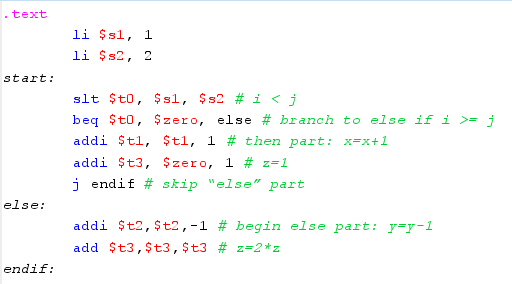 .text
li $s1, 1
li $s2, 2
start:
slt $t0, $s1, $s2 # i < j
beq $t0, $zero, else # branch to else if i >= j
addi $t1, $t1, 1 # then part: x=x+1
addi $t3, $zero, 1 # z=1
j endif # skip “else” part
else:
addi $t2,$t2,-1 # begin else part: y=y-1
add $t3,$t3,$t3 # z=2*z
endif: